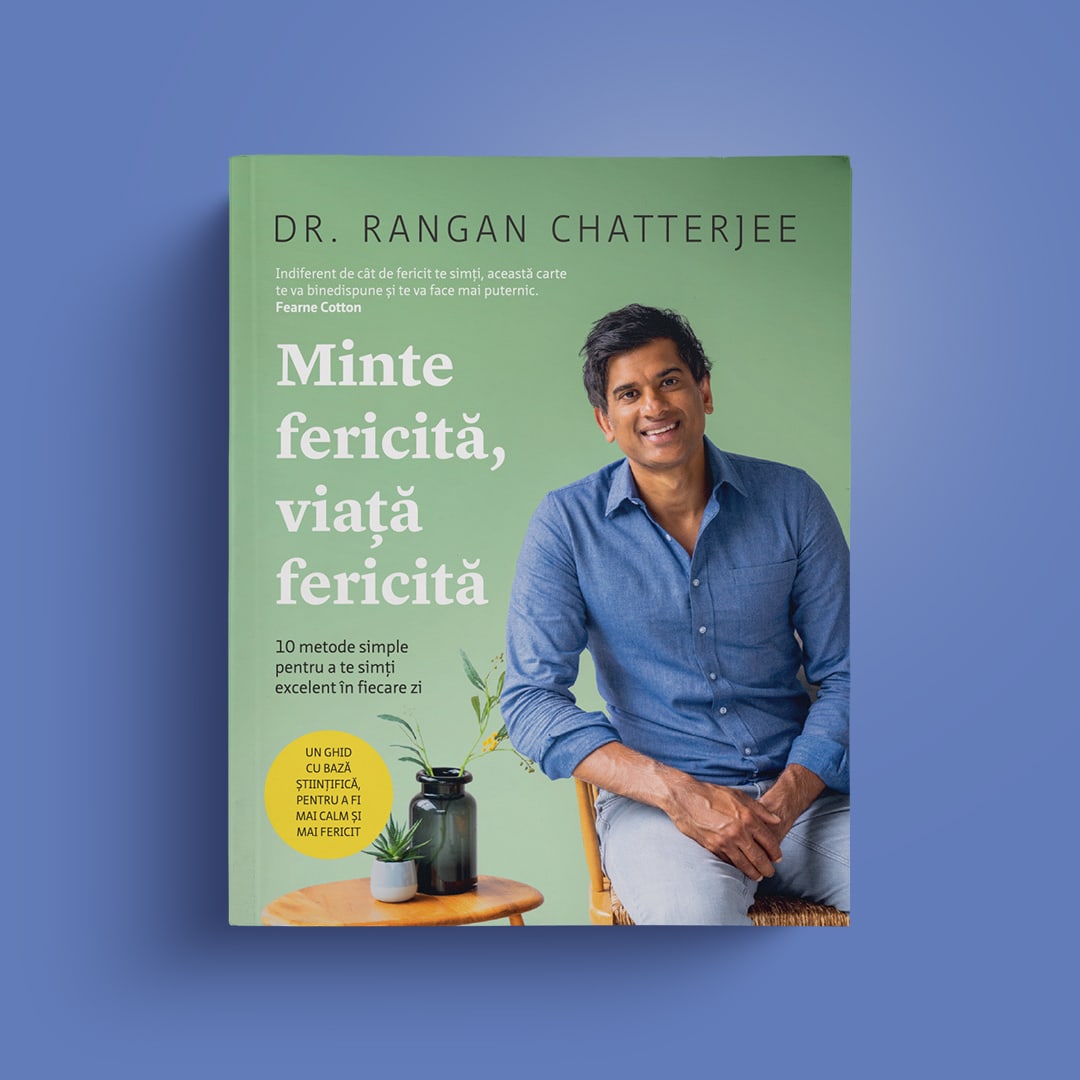 DR. RANGAN CHATTERJEE
Indiferent de cât de fericit te simți, această carte
te va binedispune și te va face mai puternic.
Fearne Cotton
Minte
fericită,
viață
fericită
10 metode simple
pentru a te simți
excelent în fiecare zi
UN GHID
CU BAZĂ
ȘTIINȚIFICĂ,
PENTRU A FI
MAI CALM ȘI
MAI FERICIT